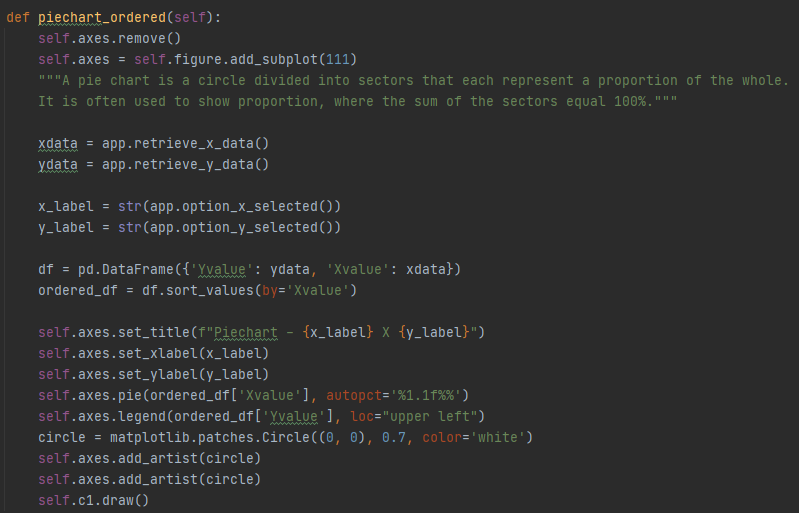 def piechart_ordered(self):
    self.axes.remove()
    self.axes = self.figure.add_subplot(111)
    """A pie chart is a circle divided into sectors that each represent a proportion of the whole.
    It is often used to show proportion, where the sum of the sectors equal 100%."""

    xdata = app.retrieve_x_data()
    ydata = app.retrieve_y_data()

    x_label = str(app.option_x_selected())
    y_label = str(app.option_y_selected())

    df = pd.DataFrame({'Yvalue': ydata, 'Xvalue': xdata})
    ordered_df = df.sort_values(by='Xvalue')

    self.axes.set_title(f"Piechart - {x_label} X {y_label}")
    self.axes.set_xlabel(x_label)
    self.axes.set_ylabel(y_label)
    self.axes.pie(ordered_df['Xvalue'], autopct='%1.1f%%')
    self.axes.legend(ordered_df['Yvalue'], loc="upper left")
    circle = matplotlib.patches.Circle((0, 0), 0.7, color='white')
    self.axes.add_artist(circle)
    self.axes.add_artist(circle)
    self.c1.draw()